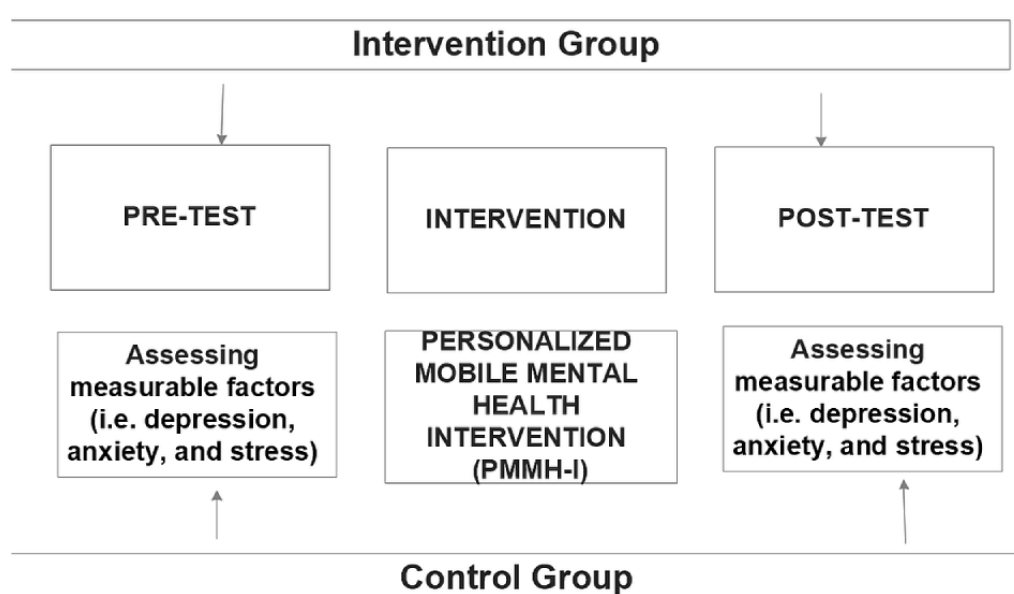 Intervention Group
PRE-TEST
INTERVENTION
POST-TEST
Assessing
measurable factors
(i.e. depression,
anxiety, and stress)
PERSONALIZED
MOBILE MENTAL
HEALTH
INTERVENTION
(PMMH-I)
Assessing
measurable factors
(i.e. depression,
anxiety, and stress)
Control Group